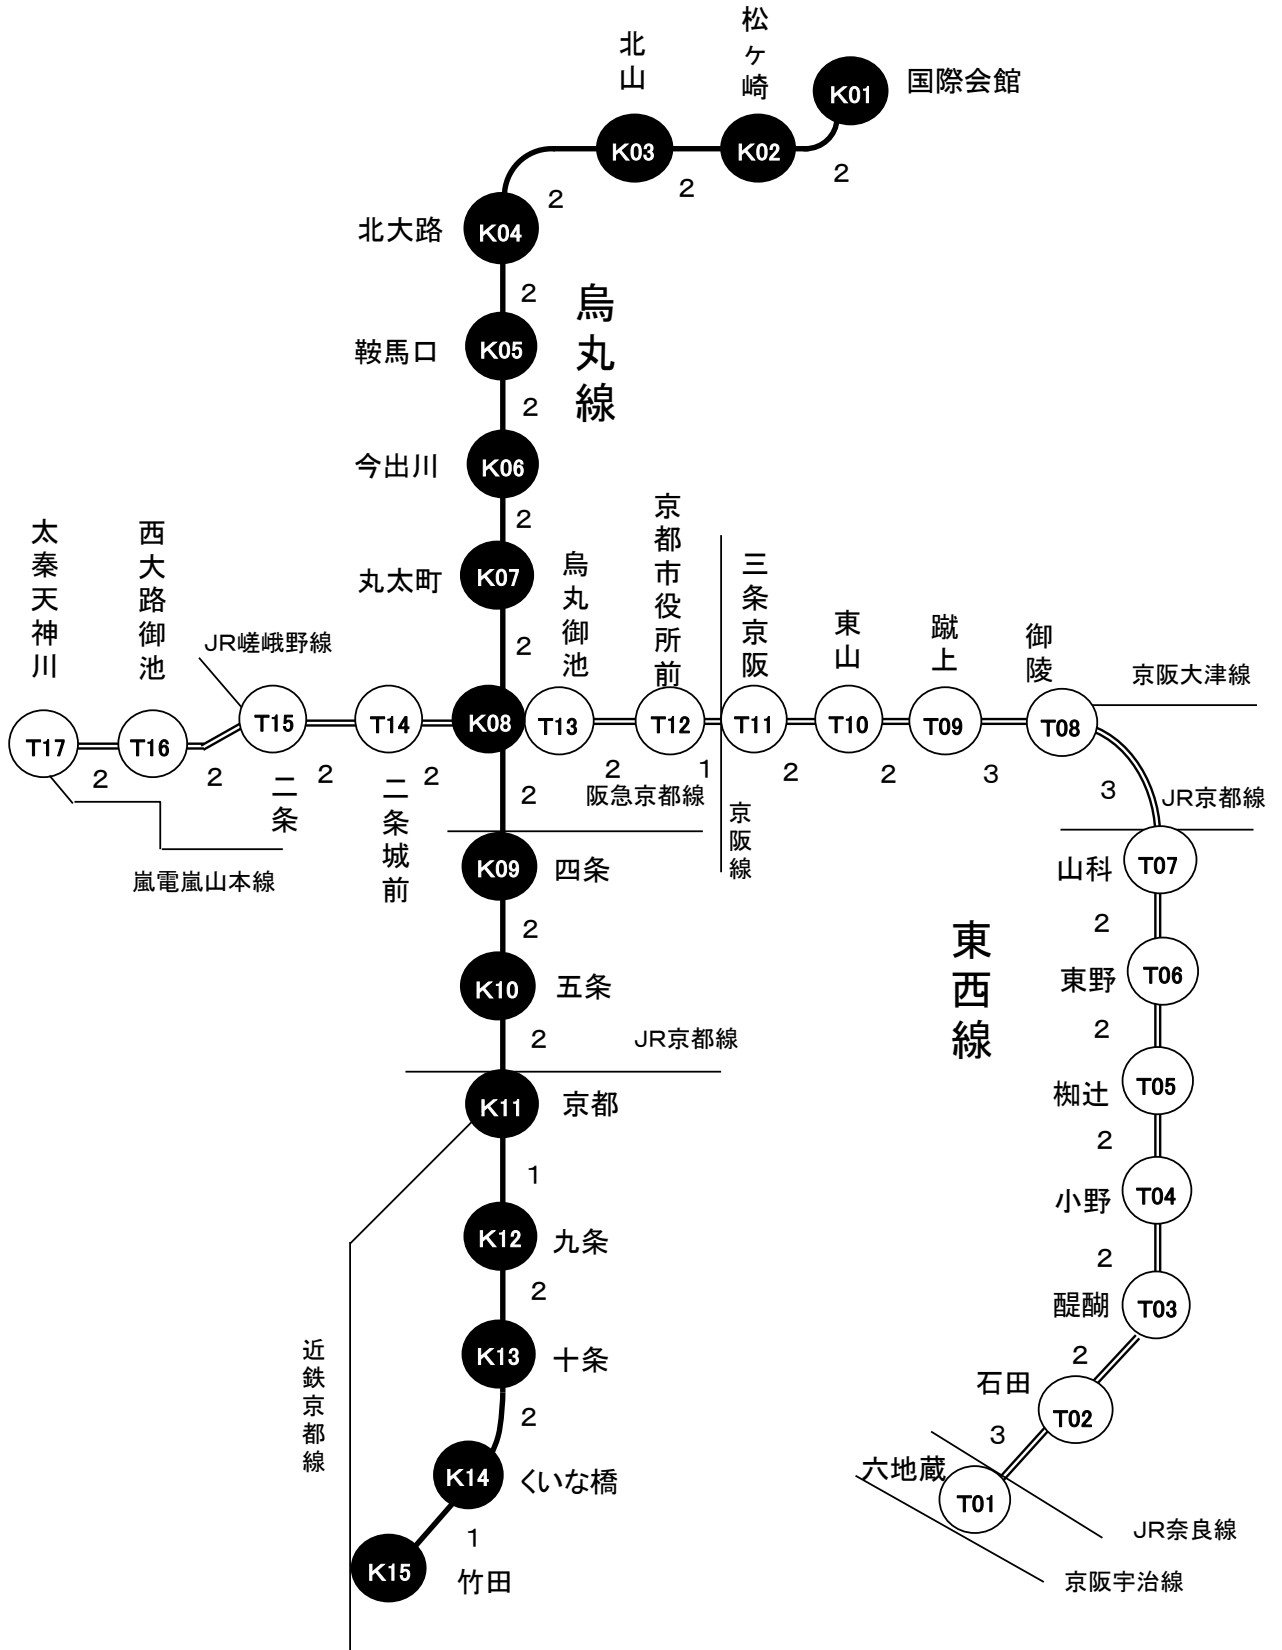 松ヶ崎
北山
国際会館
K01
K03
K02
2
2
2
北大路
K04
2
烏丸線
鞍馬口
K05
2
今出川
K06
2
丸太町
K07
2
太秦天神川
西大路御池
JR嵯峨野線
烏丸御池
京都市役所前
三条京阪
東山
蹴上
御陵
京阪大津線
T17
T16
T15
T14
K08
T13
T12
T11
T10
T09
T08
2
2
2
2
2
2
1
2
2
3
3
二条
二条城前
阪急京都線
京阪線
JR京都線
嵐電嵐山本線
K09
四条
山科
T07
2
2
東西線
K10
五条
東野
T06
2
2
JR京都線
椥辻
T05
K11
京都
2
1
小野
T04
K12
九条
2
2
醍醐
T03
近鉄京都線
K13
十条
2
石田
T02
2
3
K14
くいな橋
六地蔵
T01
1
K15
竹田
JR奈良線
京阪宇治線